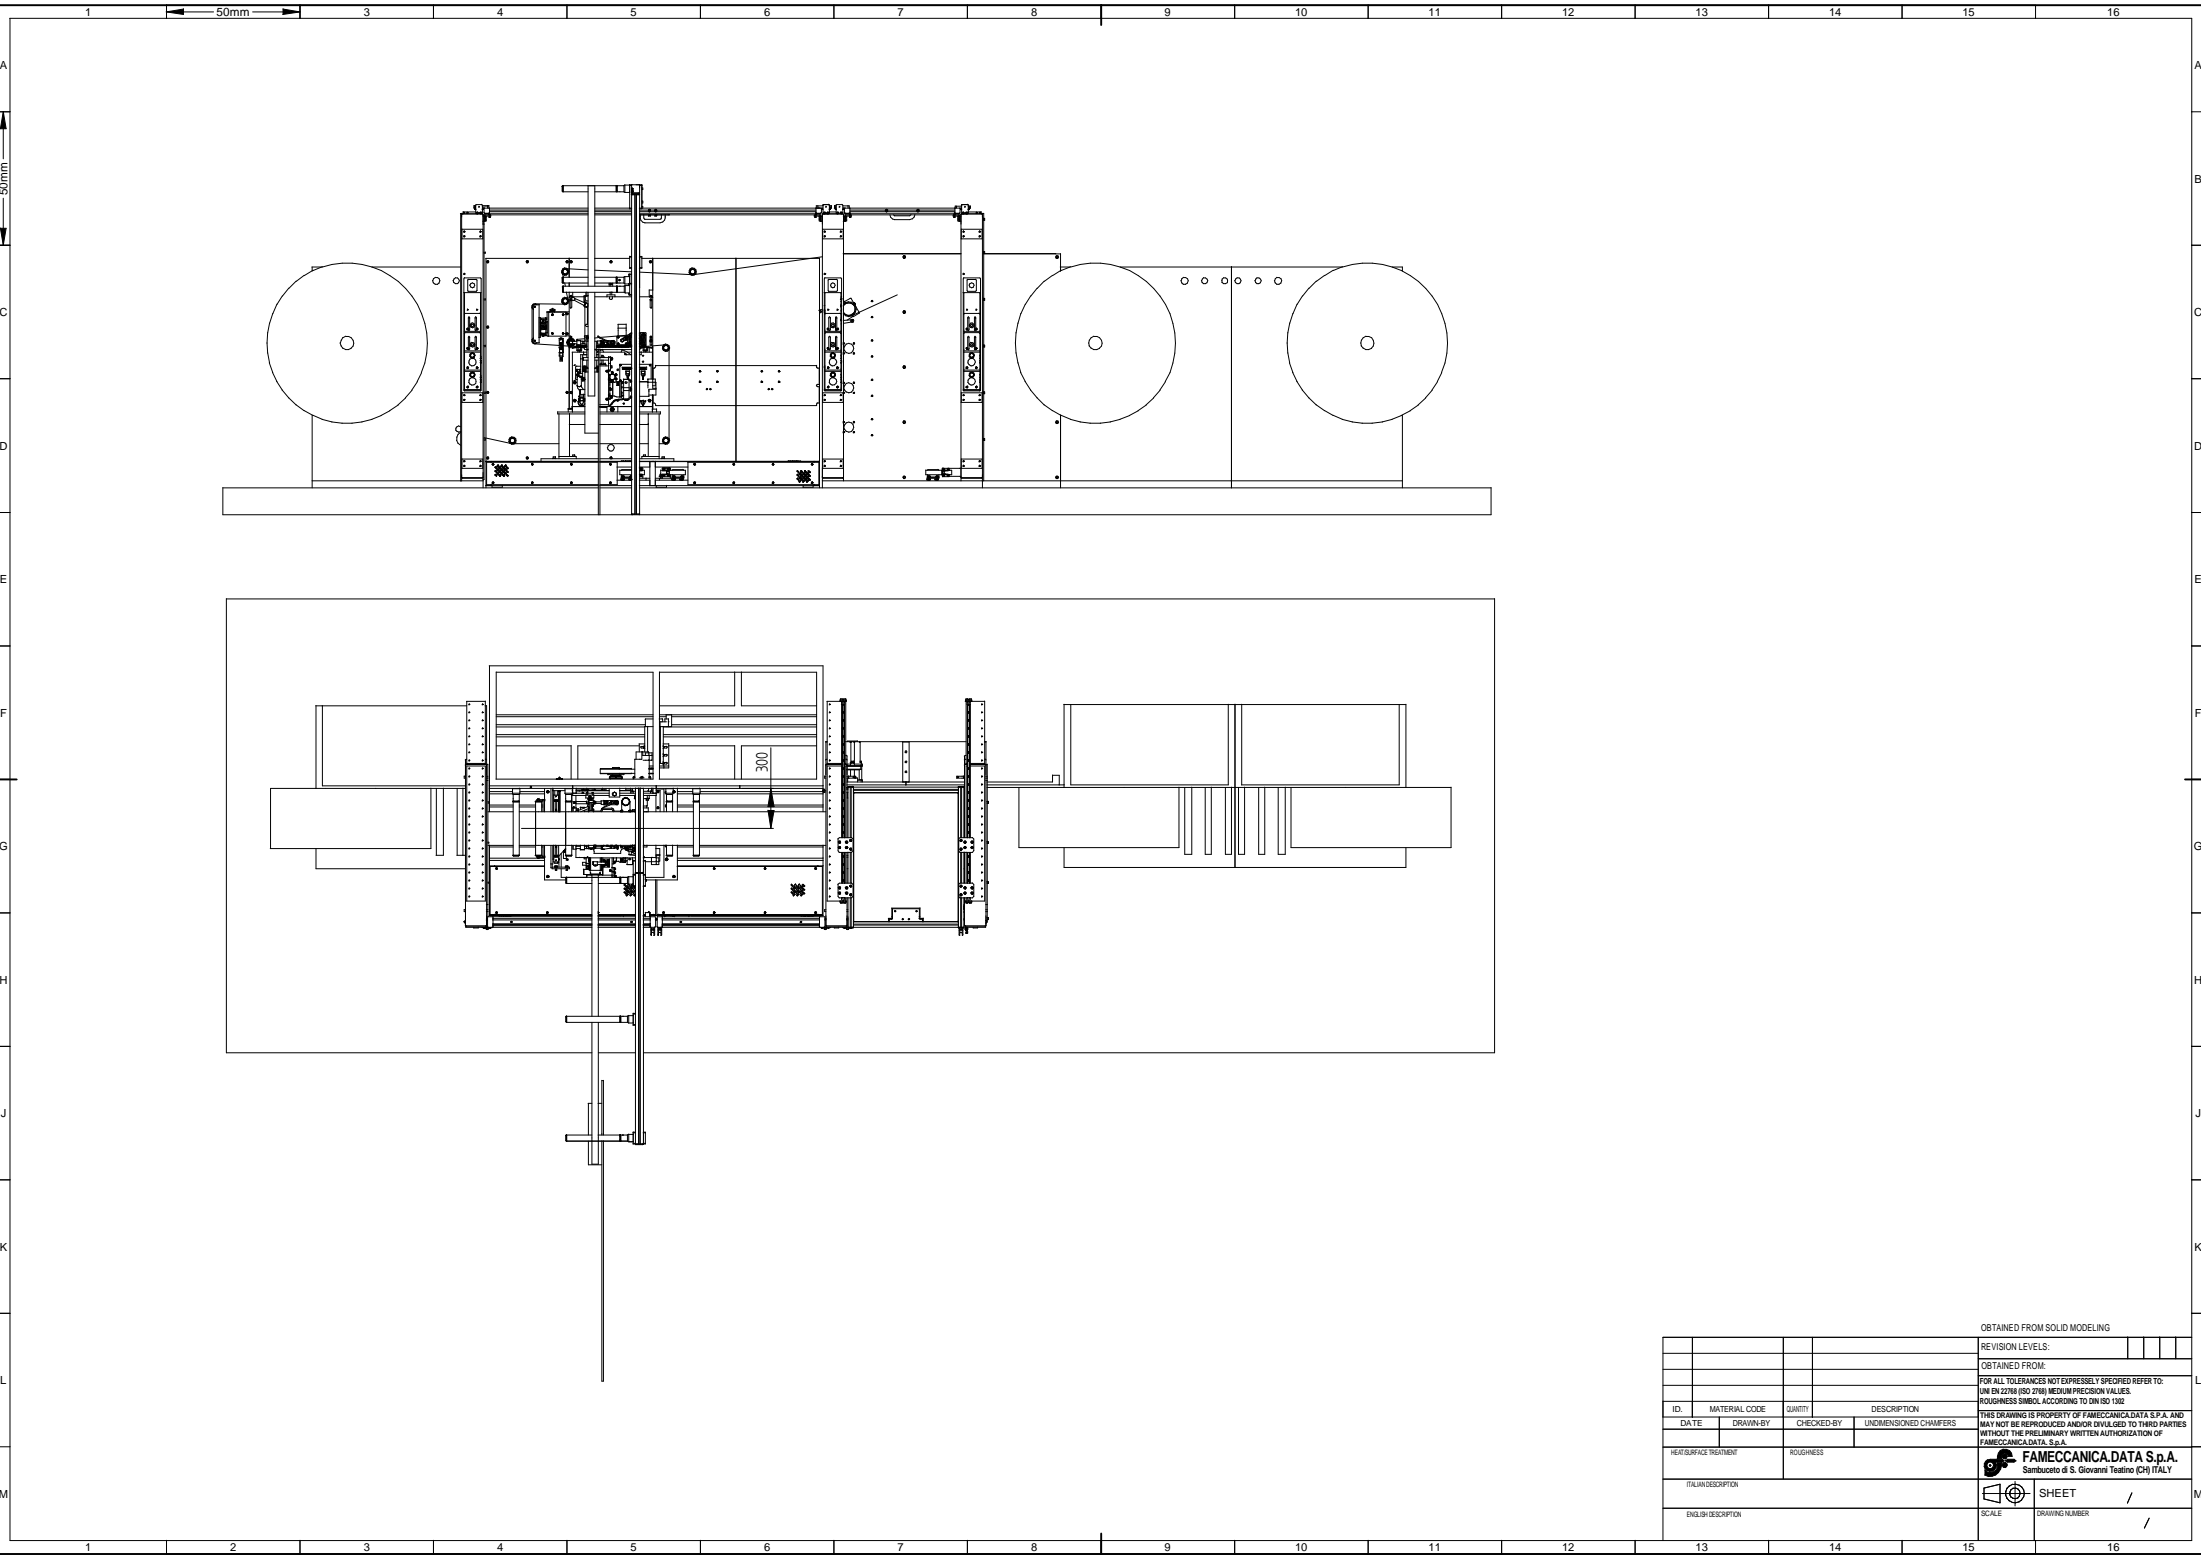 1 50mm 3 4 5 6 7 8 9 10 11 12 13 14 15 16
A A
50mm
B B
C C
D D
E E
F F
300
G G
H H
J J
K K
L L
M M
OBTAINED FROM SOLID MODELING
REVISION LEVELS:
OBTAINED FROM:
FOR ALL TOLERANCES NOT EXPRESSELY SPECIFIED REFER TO:
UNI EN 22768 (ISO 2768) MEDIUM PRECISION VALUES.
ROUGHNESS SIMBOL ACCORDING TO DIN ISO 1302
ID. MATERIAL CODE QUANTITY DESCRIPTION
DATE DRAWN-BY CHECKED-BY UNDIMENSIONED CHAMFERS
THIS DRAWING IS PROPERTY OF FAMECCANICA.DATA S.P.A. AND
MAY NOT BE REPRODUCED AND/OR DIVULGED TO THIRD PARTIES
WITHOUT THE PRELIMINARY WRITTEN AUTHORIZATION OF
FAMECCANICA.DATA. S.p.A.
HEAT/SURFACE TREATMENT ROUGHNESS
FAMECCANICA.DATA S.p.A.
Sambuceto di S. Giovanni Teatino (CH) ITALY
ITALIAN DESCRIPTION
SHEET /
ENGLISH DESCRIPTION
SCALE DRAWING NUMBER
/
1 2 3 4 5 6 7 8 9 10 11 12 13 14 15 16